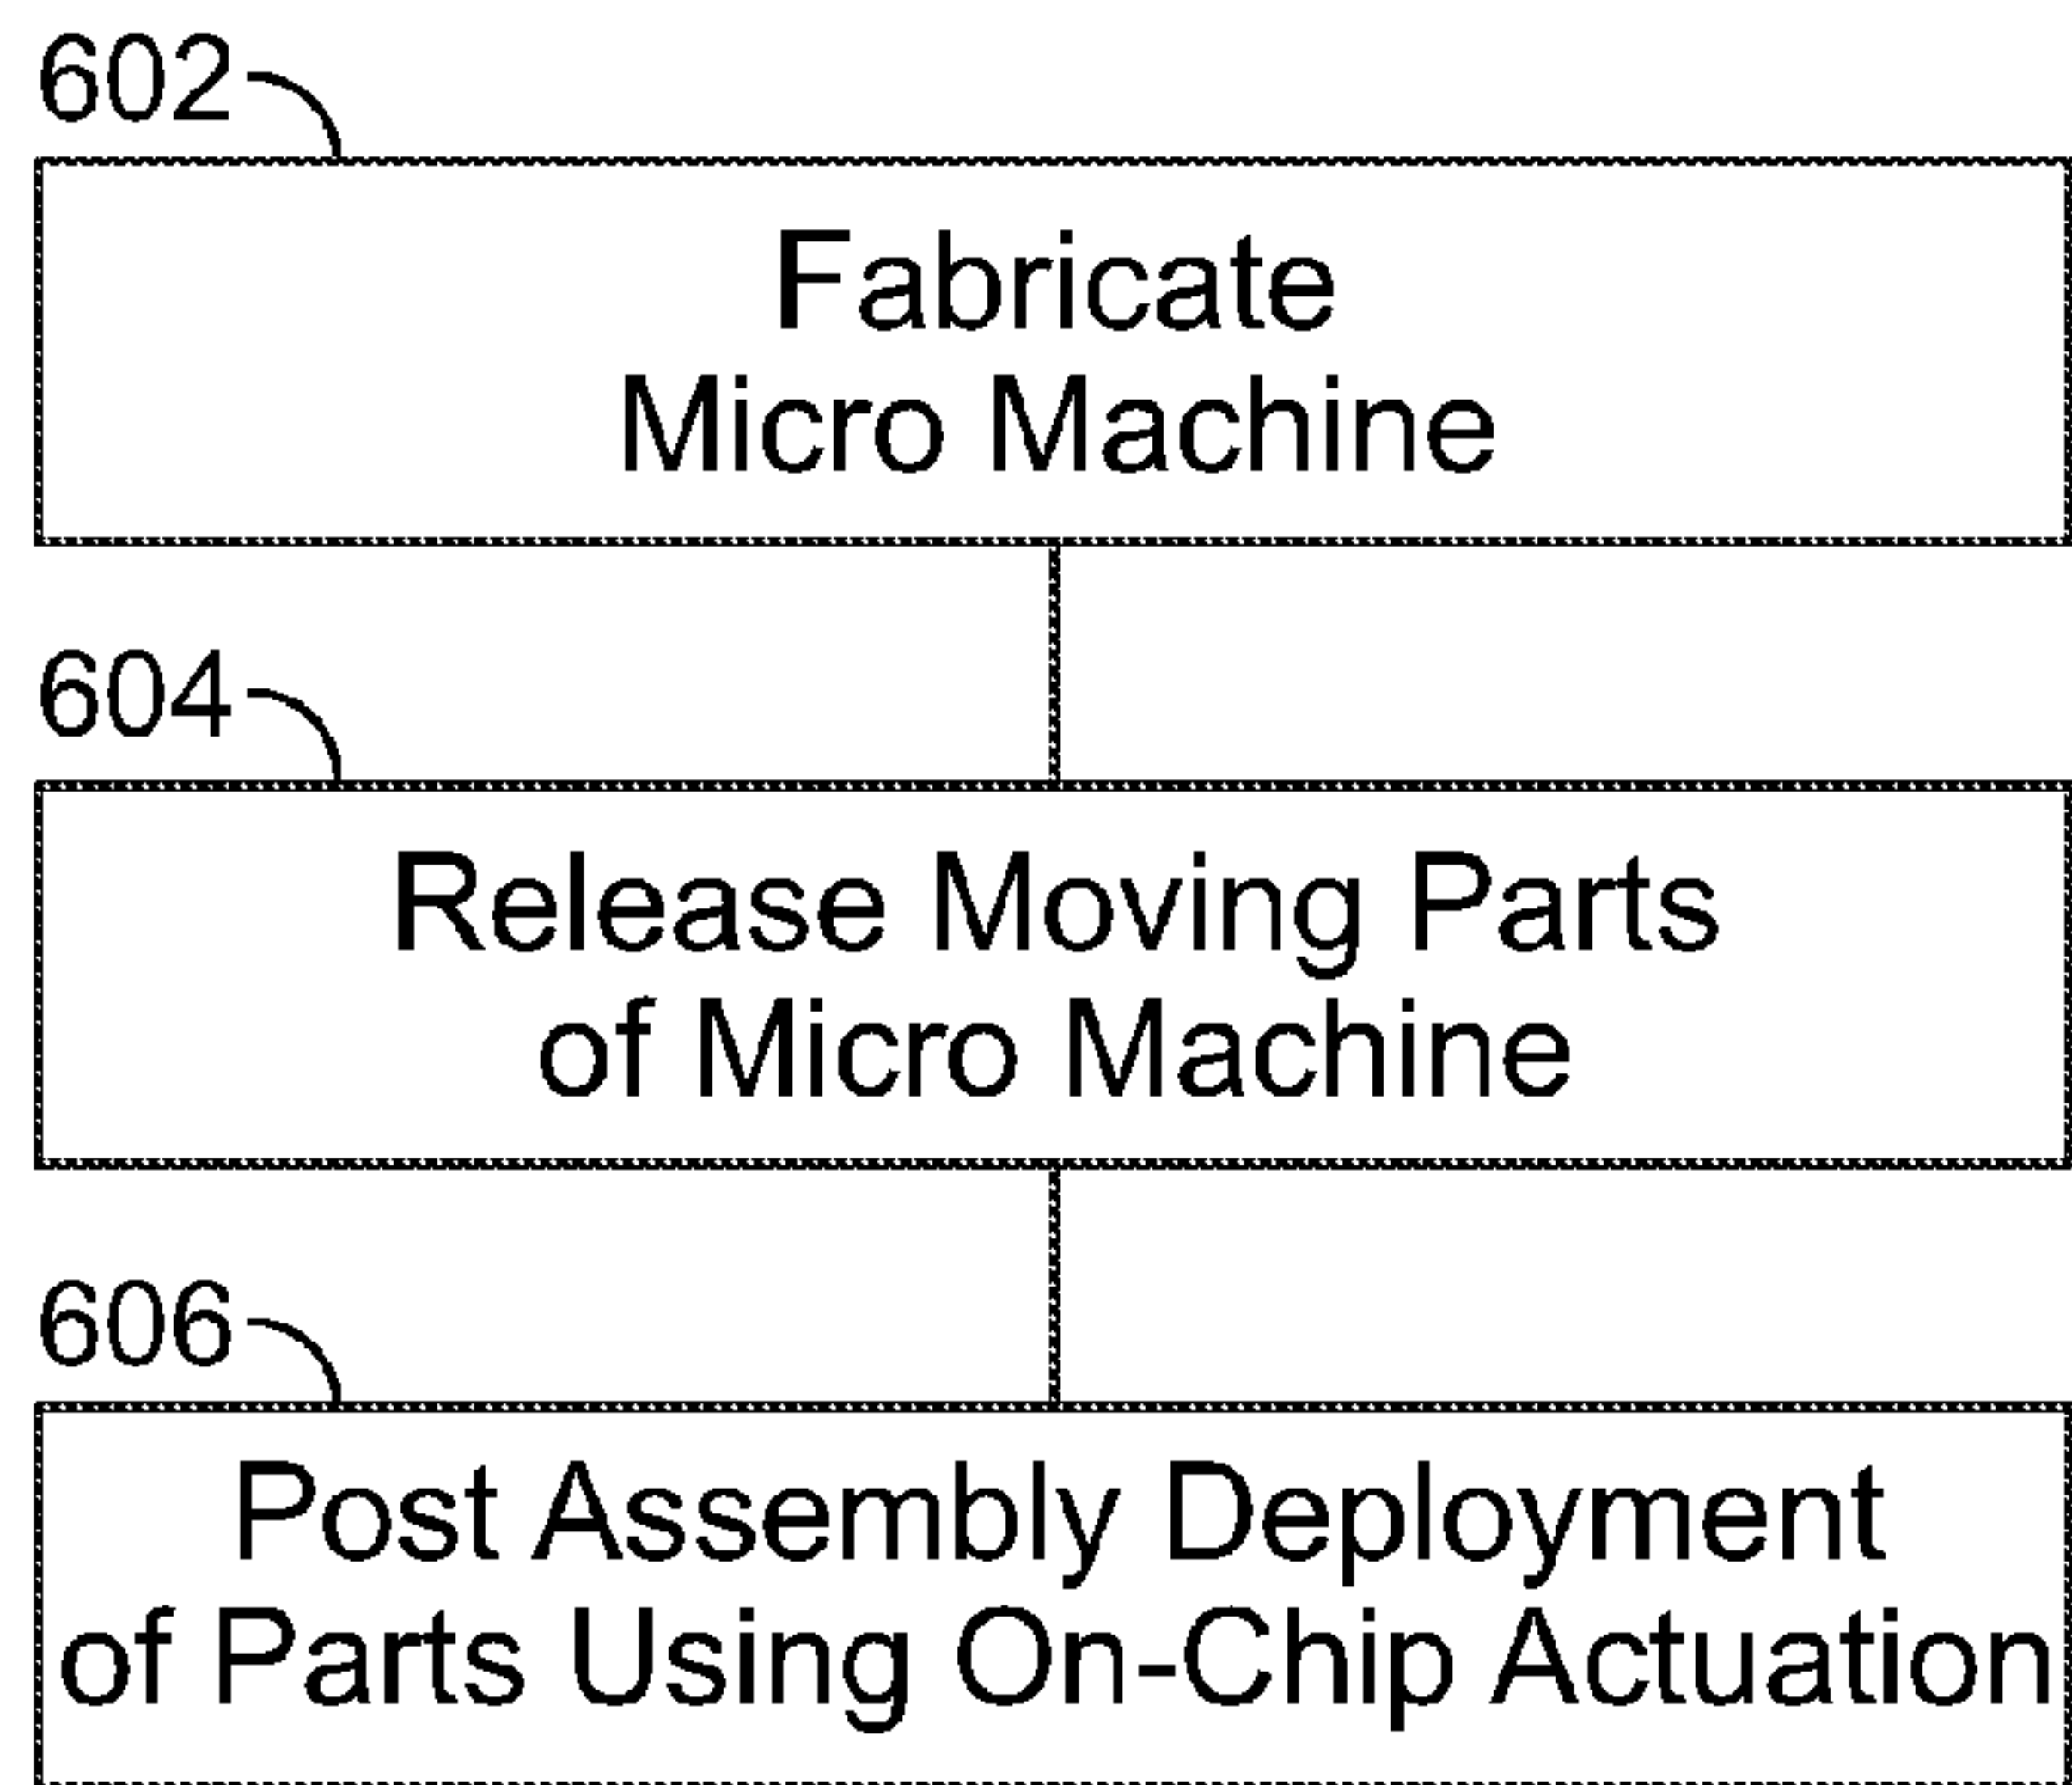 602
Fabricate
Micro Machine
604
Release Moving Parts
of Micro Machine
606
Post Assembly Deployment
of Parts Using On-Chip Actuation